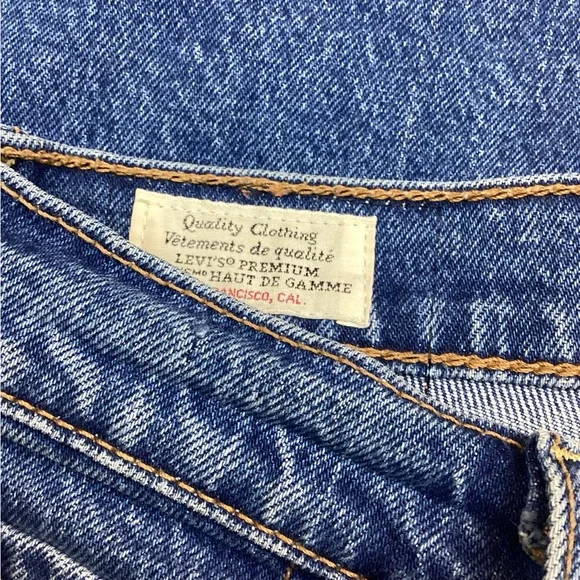 Quality Clothing
Vêtements de qualité
LEVI'S® PREMIUM
HAUT DE GAMME
CAL.